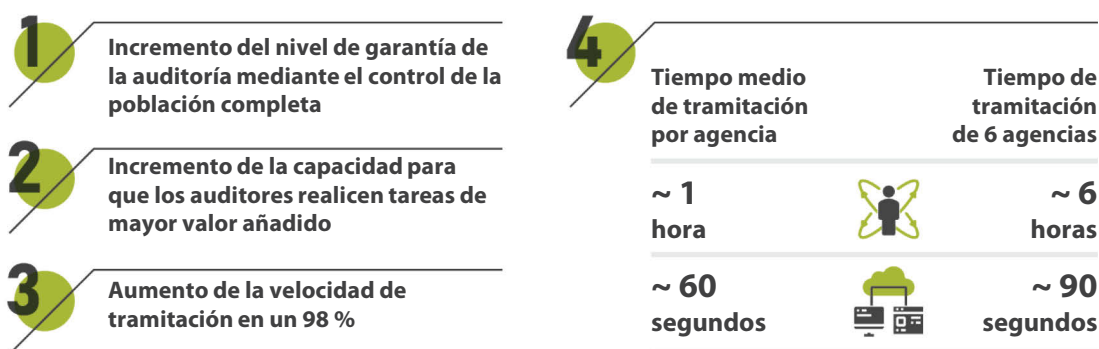 1
Incremento del nivel de garantía de
la auditoría mediante el control de la
población completa
2
Incremento de la capacidad para
que los auditores realicen tareas de
mayor valor añadido
3
Aumento de la velocidad de
tramitación en un 98 %
4
Tiempo medio
de tramitación
por agencia
Tiempo de
tramitación
de 6 agencias
~ 1
hora
~ 6
horas
~ 60
segundos
~ 90
segundos